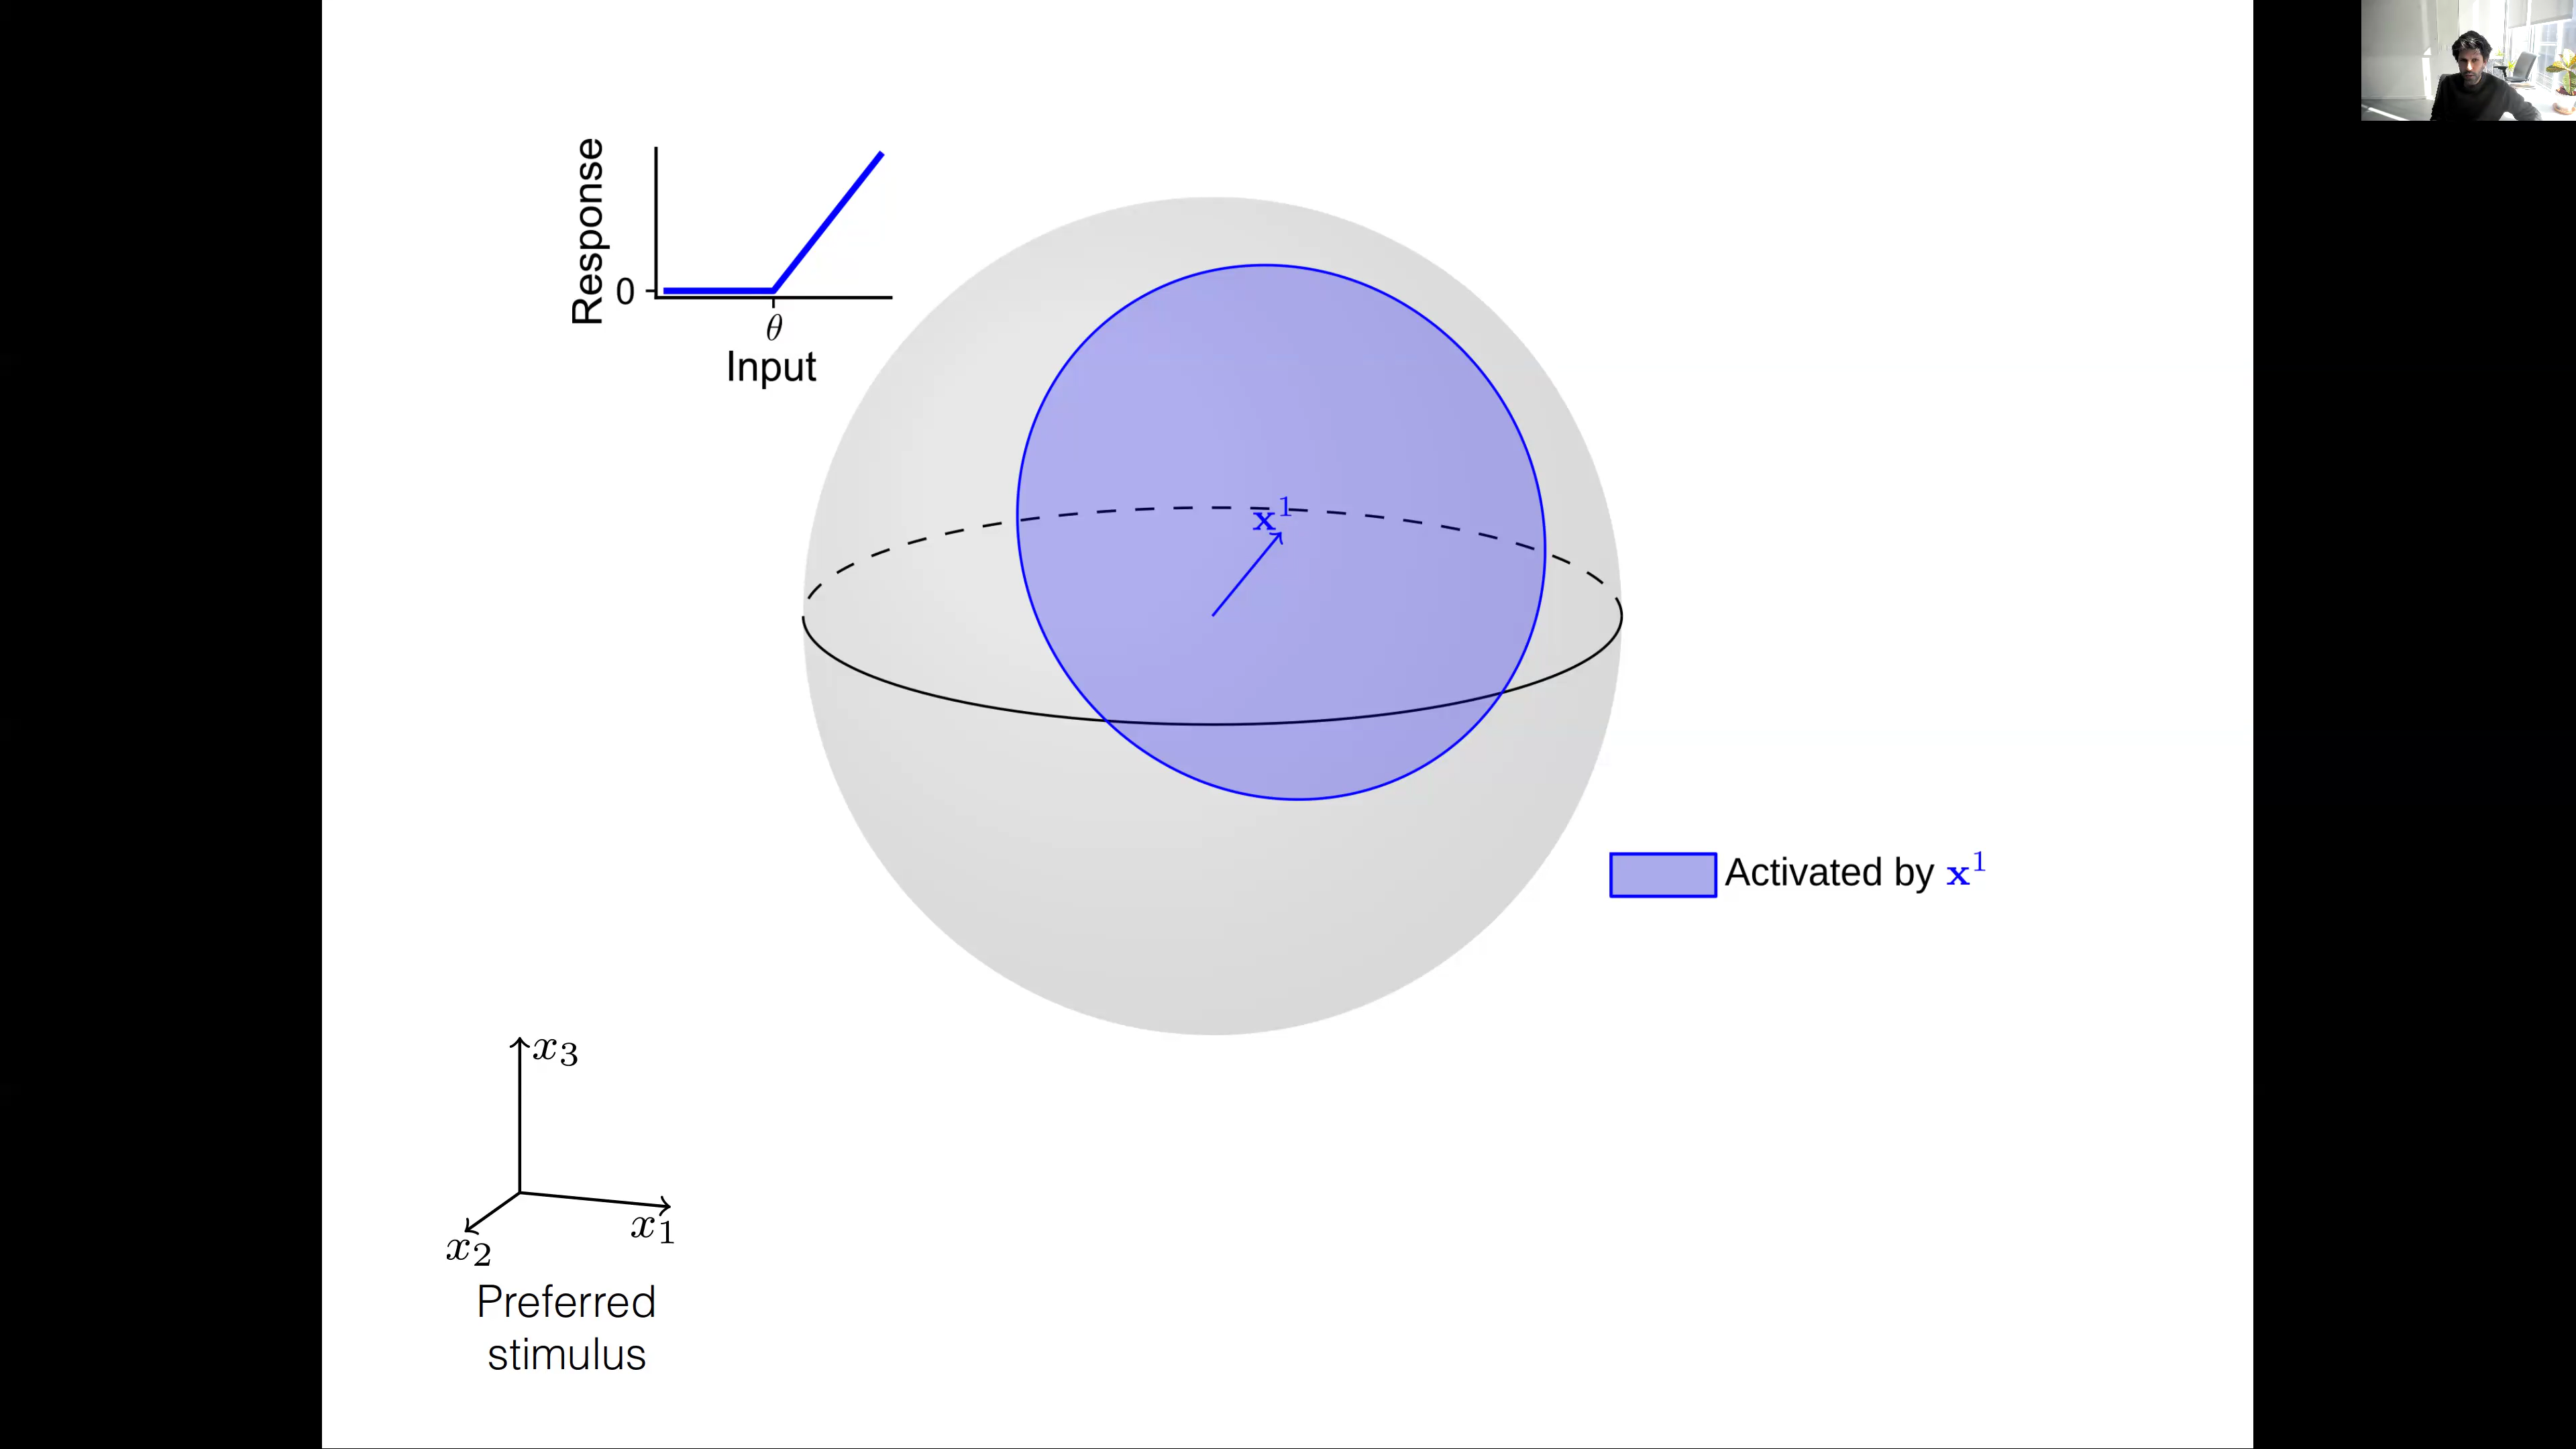 Response
0
θ
Input
x¹
Activated by x¹
x₃
x₁
x₂
Preferred
stimulus